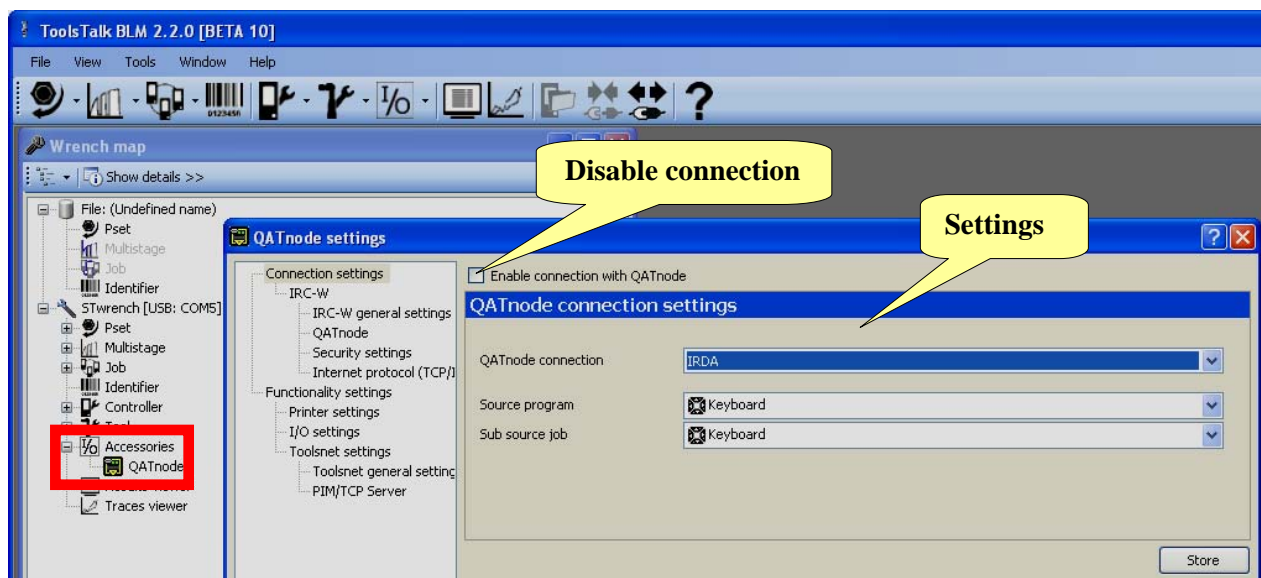 ToolsTalk BLM 2.2.0 [BETA 10]
File View Tools Window Help
0123456
I/O
?
Wrench map
Show details >>
Disable connection
Settings
File: (Undefined name)
Pset
Multistage
Job
Identifier
STwrench [USB: COM5]
Pset
Multistage
Job
Identifier
Controller
I/O Accessories
QATnode
Traces viewer
QATnode settings
Connection settings
IRC-W
IRC-W general settings
QATnode
Security settings
Internet protocol (TCP/I
Functionality settings
Printer settings
I/O settings
Toolsnet settings
Toolsnet general setting
PIM/TCP Server
Enable connection with QATnode
QATnode connection settings
QATnode connection IRDA
Source program Keyboard
Sub source job Keyboard
Store